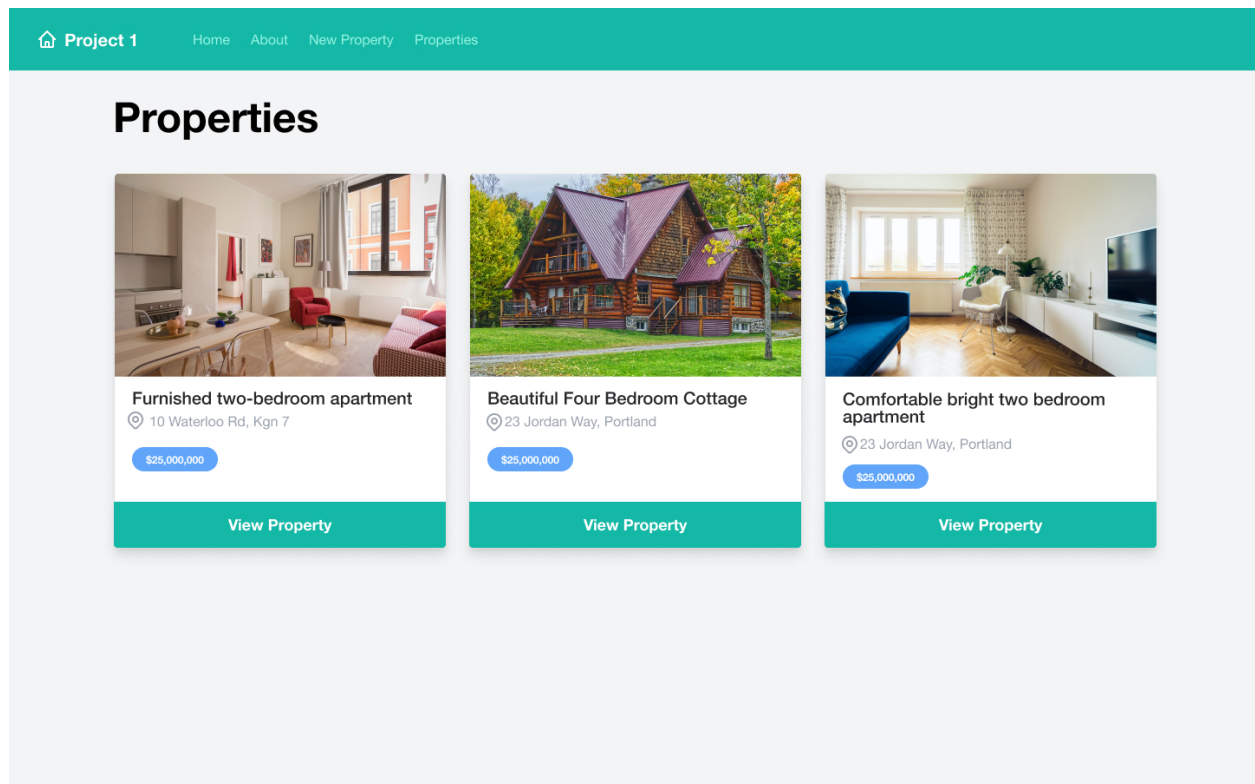 Project 1 Home About New Property Properties
Properties
Furnished two-bedroom apartment
10 Waterloo Rd, Kgn 7
$25,000,000
View Property
Beautiful Four Bedroom Cottage
23 Jordan Way, Portland
$25,000,000
View Property
Comfortable bright two bedroom
apartment
23 Jordan Way, Portland
$25,000,000
View Property